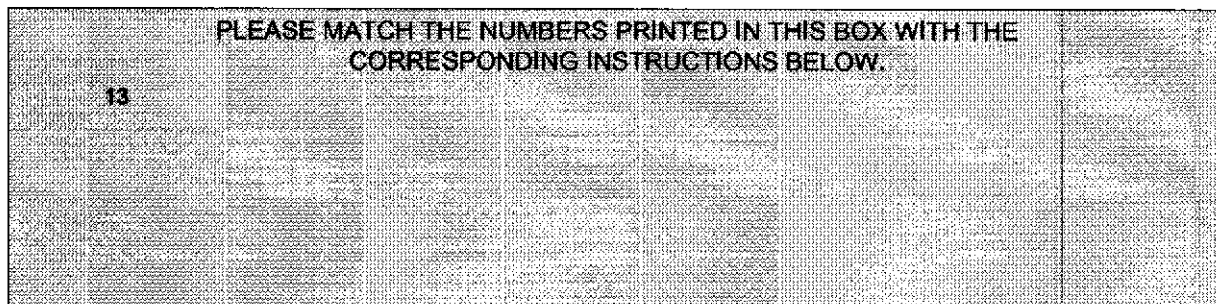 PLEASE MATCH THE NUMBERS PRINTED IN THIS BOX WITH THE
CORRESPONDING INSTRUCTIONS BELOW.
13